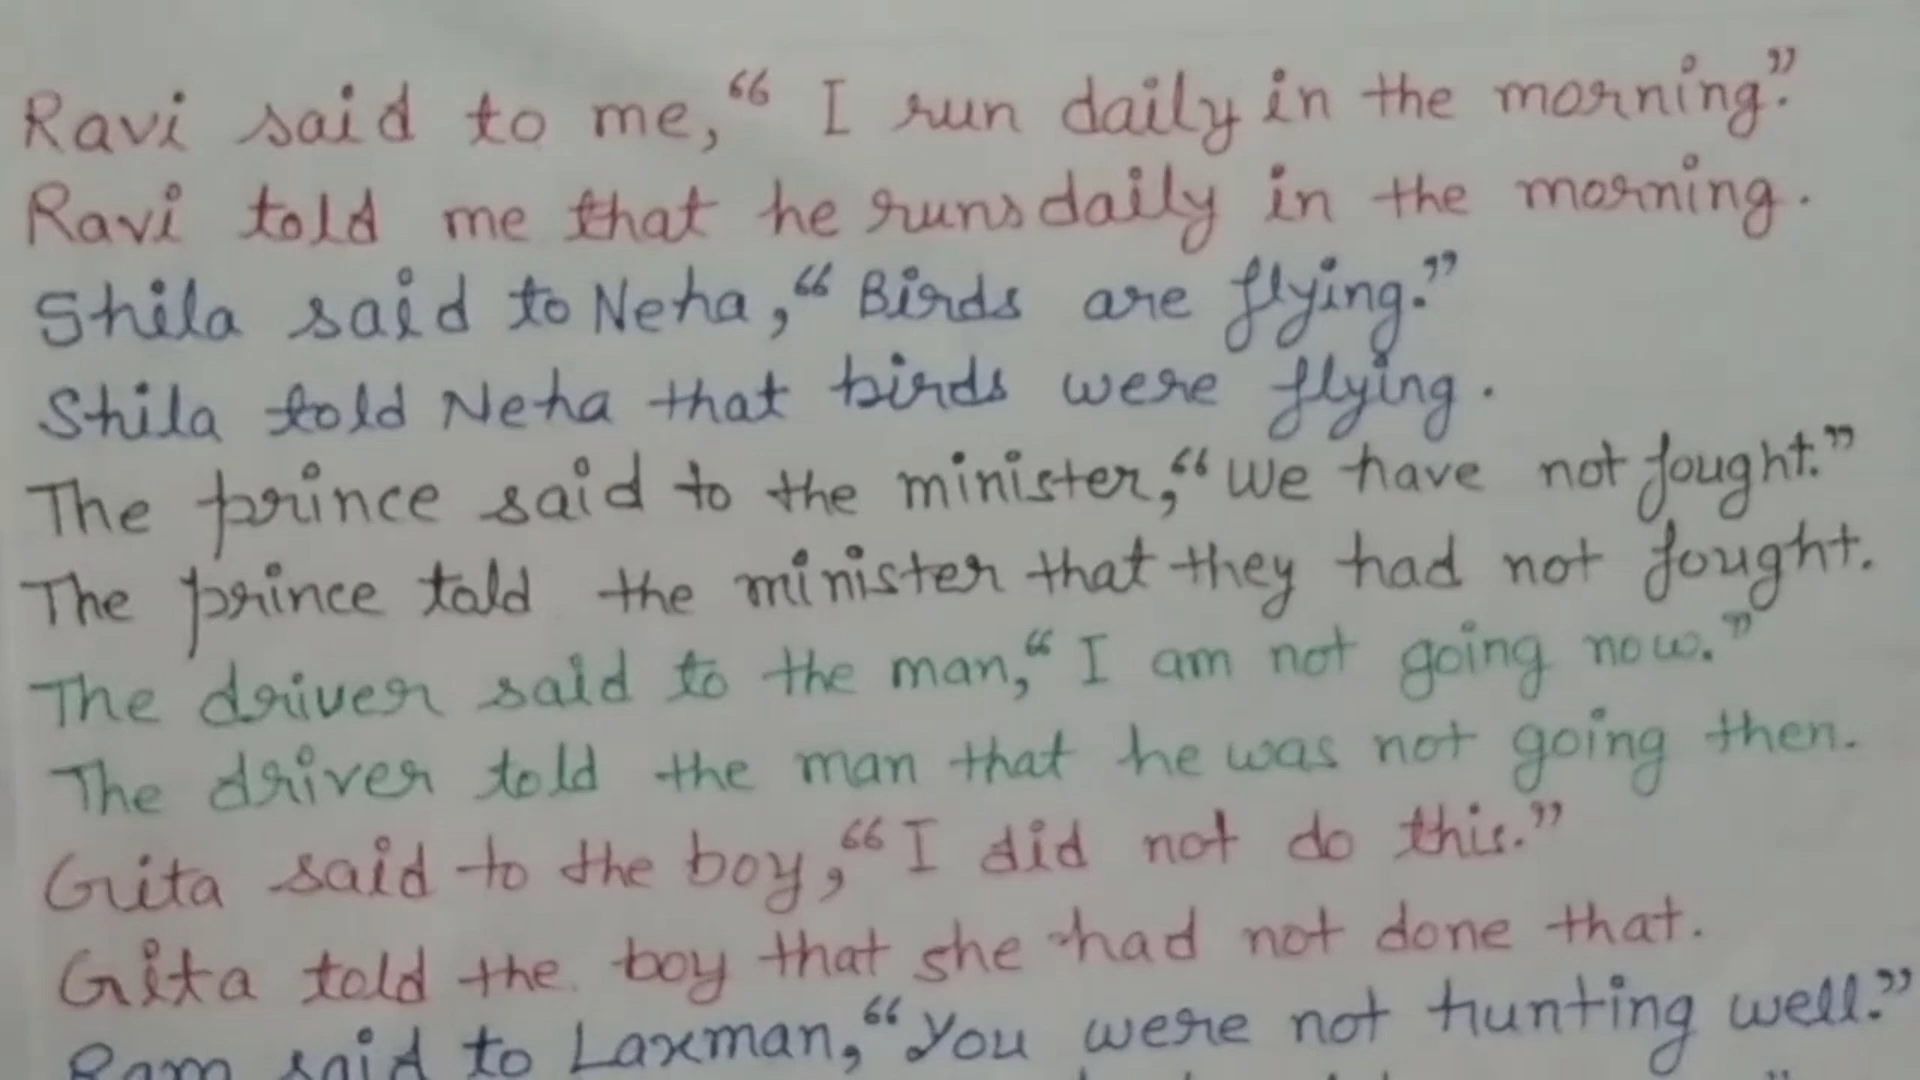 Ravi said to me, “I run daily in the morning.”
Ravi told me that he runs daily in the morning.
Shila said to Neha, “Birds are flying.”
Shila told Neha that birds were flying.
The prince said to the minister, “We have not fought.”
The prince told the minister that they had not fought.
The driver said to the man, “I am not going now.”
The driver told the man that he was not going then.
Gita said to the boy, “I did not do this.”
Gita told the boy that she had not done that.
Ram said to Laxman, “You were not hunting well.”